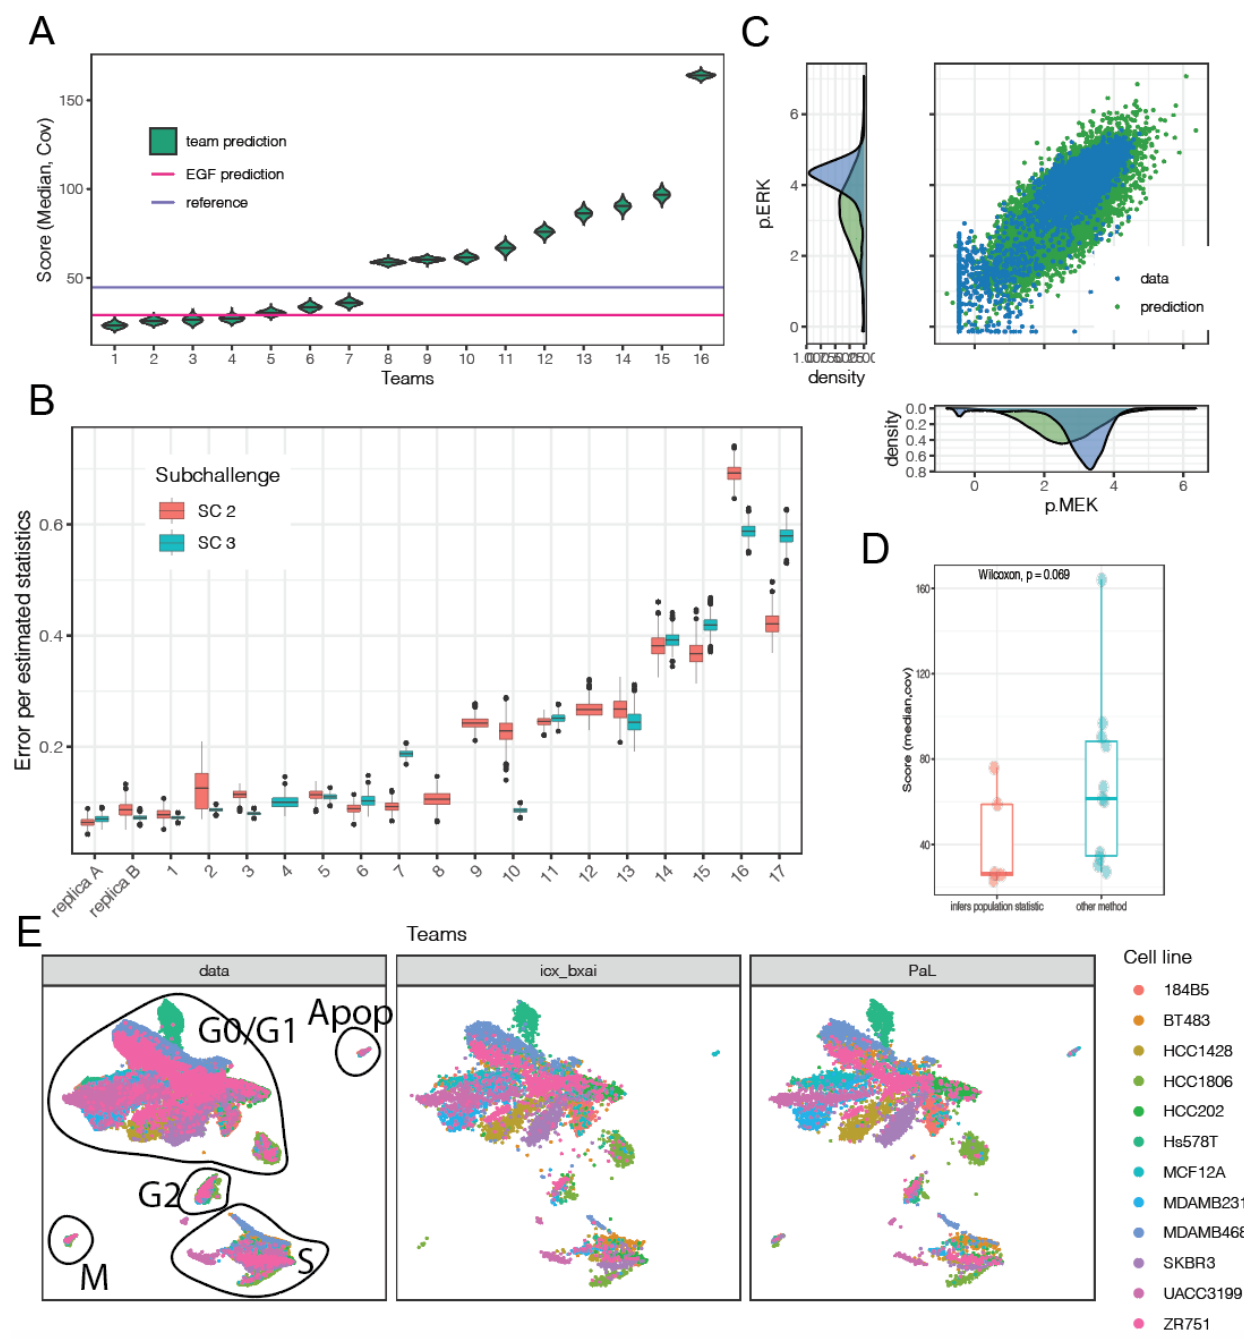 A
Score (Median, Cov)
150
100
50
team prediction
EGF prediction
reference
1 2 3 4 5 6 7 8 9 10 11 12 13 14 15 16
Teams
B
Error per estimated statistics
0.6
0.4
0.2
Subchallenge
SC 2
SC 3
replica A replica B 1 2 3 4 5 6 7 8 9 10 11 12 13 14 15 16 17
Teams
C
p.ERK
6
4
2
0
density
data
prediction
density
0.0
0.2
0.4
0.6
0.8
0 2 4 6
p.MEK
D
Wilcoxon, p = 0.069
Score (median,cov)
160
120
80
40
infers population statistic other method
E
data icx_bxai PaL
G0/G1
Apop
G2
M
S
Cell line
184B5
BT483
HCC1428
HCC1806
HCC202
Hs578T
MCF12A
MDAMB231
MDAMB468
SKBR3
UACC3199
ZR751